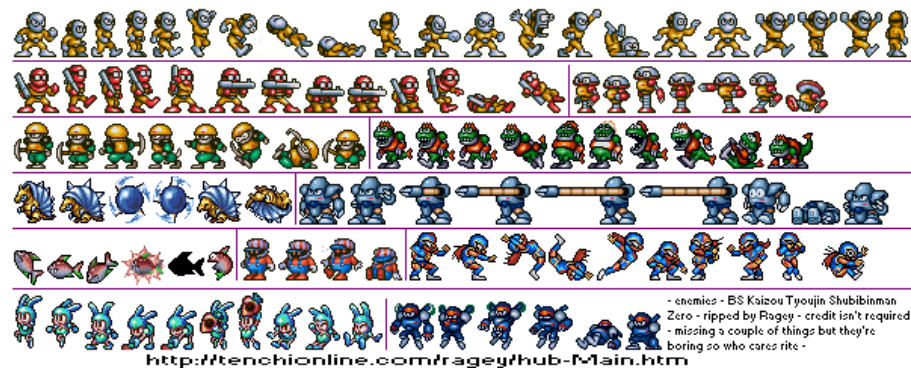 - enemies - BS Kaizou Tyoujin Shubibinman
Zero - ripped by Ragey - credit isn't required
- missing a couple of things but they're
boring so who cares rite -
http://tenchionline.com/ragey/hub-Main.htm